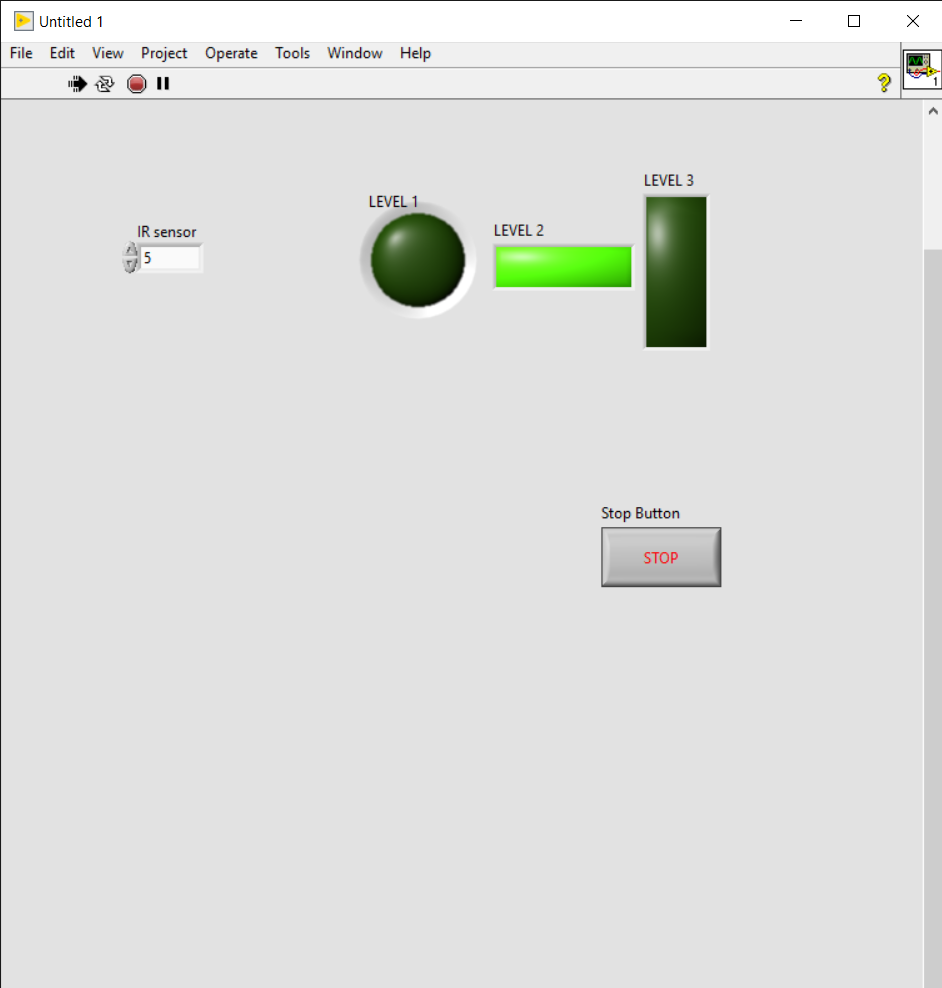 Untitled 1
File Edit View Project Operate Tools Window Help
?
1
LEVEL 3
LEVEL 1
IR sensor
LEVEL 2
5
Stop Button
STOP